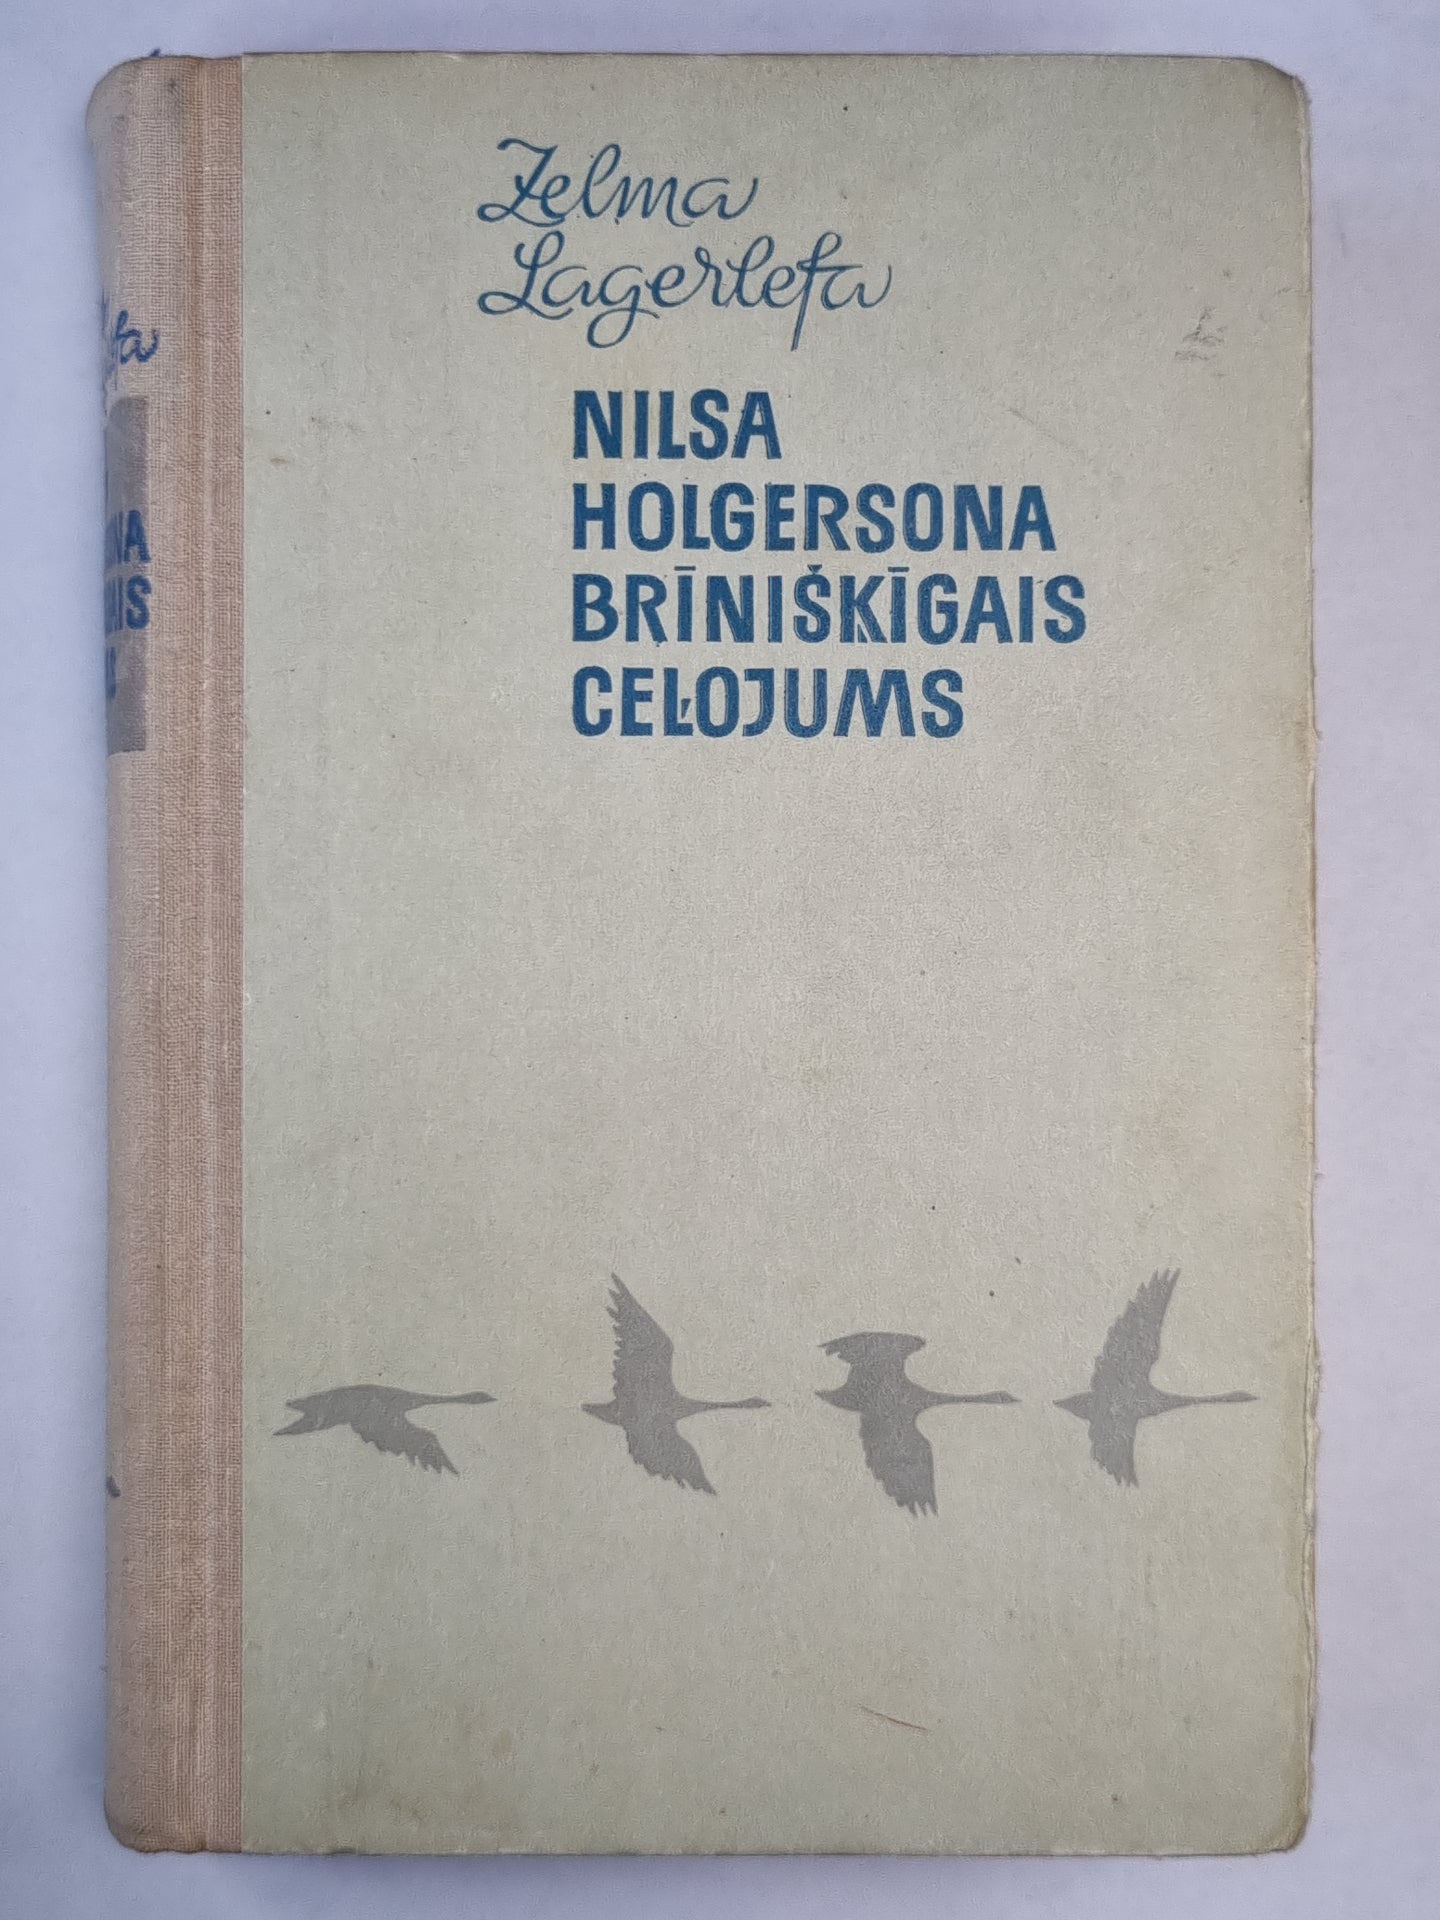 Zelma
Lagerlefa
NILSA
HOLGERSONA
BRĪNIŠĶĪGAIS
CEĻOJUMS